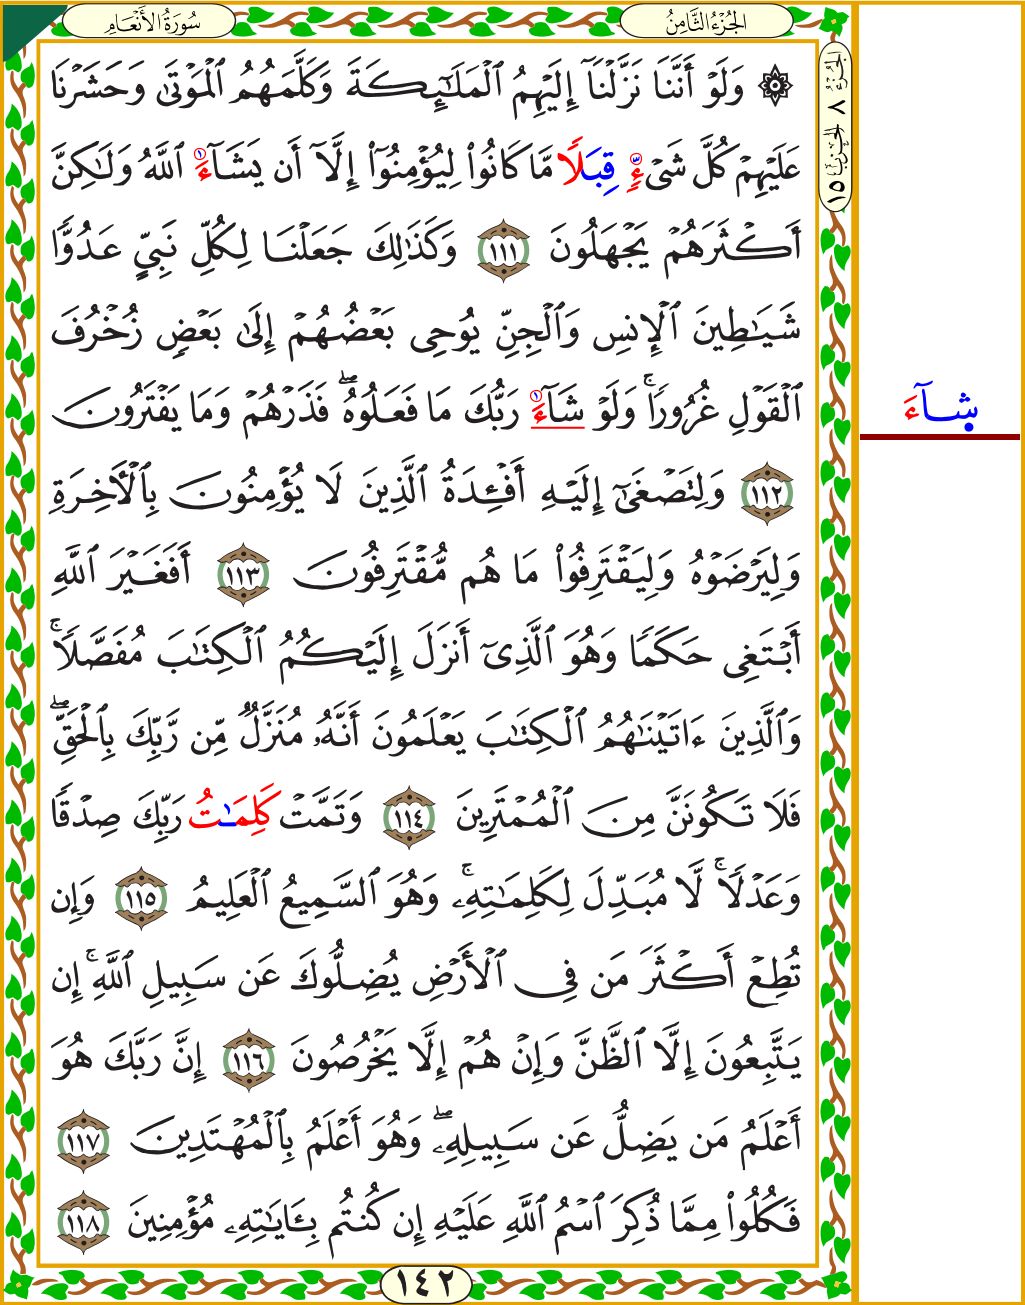 سُورَةُ الأَنْعَامِ
الجُزْءُ الثَّامِنُ
الجزء ٨ الحزب ١٥
۞ وَلَوْ أَنَّنَا نَزَّلْنَآ إِلَيْهِمُ ٱلْمَلَٰٓئِكَةَ وَكَلَّمَهُمُ ٱلْمَوْتَىٰ وَحَشَرْنَا
عَلَيْهِمْ كُلَّ شَىْءٍ قِبَلًا مَّا كَانُوا۟ لِيُؤْمِنُوٓا۟ إِلَّآ أَن يَشَآءَ ٱللَّهُ وَلَٰكِنَّ
أَكْثَرَهُمْ يَجْهَلُونَ ١١١ وَكَذَٰلِكَ جَعَلْنَا لِكُلِّ نَبِىٍّ عَدُوًّا
شَيَٰطِينَ ٱلْإِنسِ وَٱلْجِنِّ يُوحِى بَعْضُهُمْ إِلَىٰ بَعْضٍ زُخْرُفَ
ٱلْقَوْلِ غُرُورًا ۚ وَلَوْ شَآءَ رَبُّكَ مَا فَعَلُوهُ ۖ فَذَرْهُمْ وَمَا يَفْتَرُونَ
١١٢ وَلِتَصْغَىٰٓ إِلَيْهِ أَفْـِٔدَةُ ٱلَّذِينَ لَا يُؤْمِنُونَ بِٱلْـَٔاخِرَةِ
وَلِيَرْضَوْهُ وَلِيَقْتَرِفُوا۟ مَا هُم مُّقْتَرِفُونَ ١١٣ أَفَغَيْرَ ٱللَّهِ
أَبْتَغِى حَكَمًا وَهُوَ ٱلَّذِىٓ أَنزَلَ إِلَيْكُمُ ٱلْكِتَٰبَ مُفَصَّلًا ۚ
وَٱلَّذِينَ ءَاتَيْنَٰهُمُ ٱلْكِتَٰبَ يَعْلَمُونَ أَنَّهُۥ مُنَزَّلٌ مِّن رَّبِّكَ بِٱلْحَقِّ ۖ
فَلَا تَكُونَنَّ مِنَ ٱلْمُمْتَرِينَ ١١٤ وَتَمَّتْ كَلِمَٰتُ رَبِّكَ صِدْقًا
وَعَدْلًا ۚ لَّا مُبَدِّلَ لِكَلِمَٰتِهِۦ ۚ وَهُوَ ٱلسَّمِيعُ ٱلْعَلِيمُ ١١٥ وَإِن
تُطِعْ أَكْثَرَ مَن فِى ٱلْأَرْضِ يُضِلُّوكَ عَن سَبِيلِ ٱللَّهِ ۚ إِن
يَتَّبِعُونَ إِلَّا ٱلظَّنَّ وَإِنْ هُمْ إِلَّا يَخْرُصُونَ ١١٦ إِنَّ رَبَّكَ هُوَ
أَعْلَمُ مَن يَضِلُّ عَن سَبِيلِهِۦ ۖ وَهُوَ أَعْلَمُ بِٱلْمُهْتَدِينَ ١١٧
فَكُلُوا۟ مِمَّا ذُكِرَ ٱسْمُ ٱللَّهِ عَلَيْهِ إِن كُنتُم بِـَٔايَٰتِهِۦ مُؤْمِنِينَ ١١٨
شآءَ
١٤٢